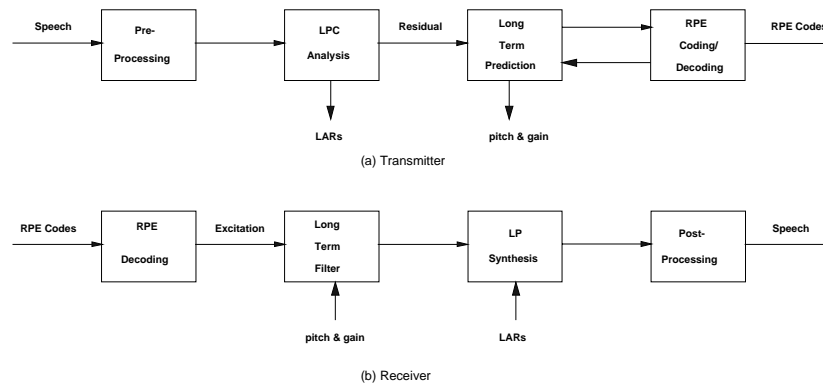 Speech
Pre-
Processing
LPC
Analysis
Residual
Long
Term
Prediction
RPE
Coding/
Decoding
RPE Codes
LARs
pitch & gain
(a) Transmitter
RPE Codes
RPE
Decoding
Excitation
Long
Term
Filter
LP
Synthesis
Post-
Processing
Speech
pitch & gain
LARs
(b) Receiver